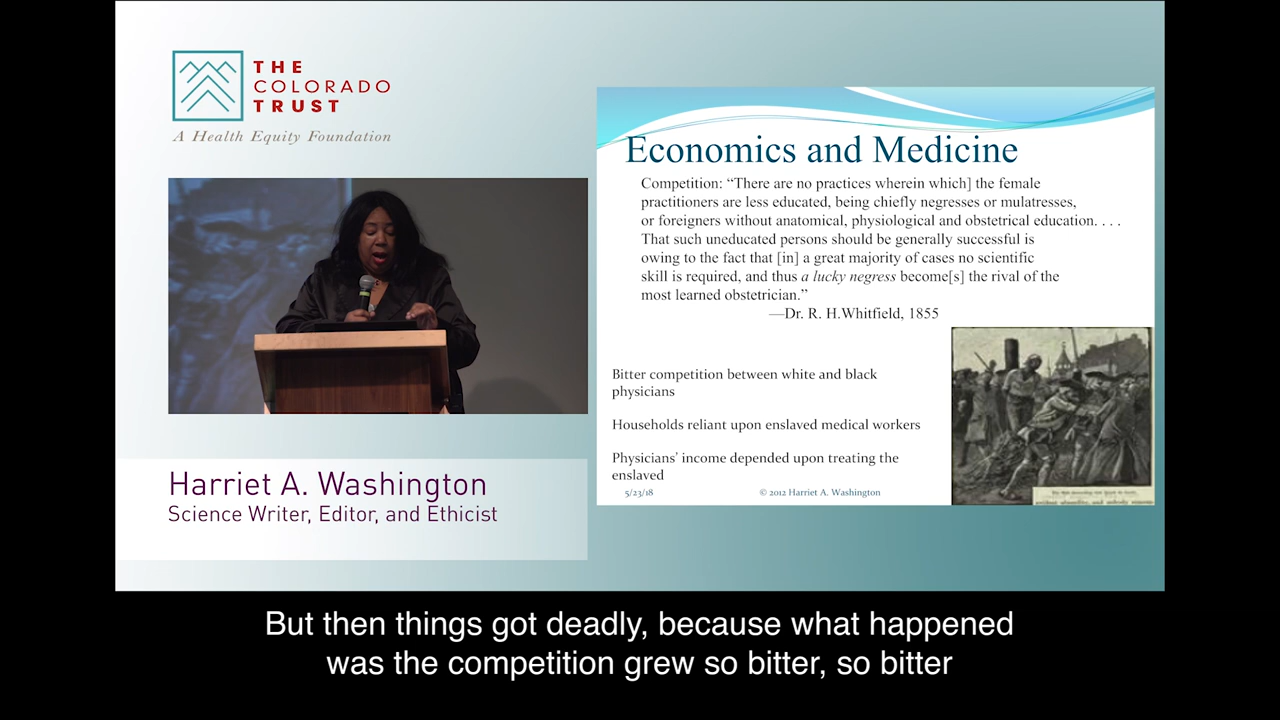 THE
COLORADO
TRUST
A Health Equity Foundation
Economics and Medicine
Competition: “There are no practices wherein which] the female
practitioners are less educated, being chiefly negresses or mulatresses,
or foreigners without anatomical, physiological and obstetrical education. . . .
That such uneducated persons should be generally successful is
owing to the fact that [in] a great majority of cases no scientific
skill is required, and thus a lucky negress become[s] the rival of the
most learned obstetrician.”
—Dr. R. H.Whitfield, 1855
Bitter competition between white and black
physicians
Households reliant upon enslaved medical workers
Physicians’ income depended upon treating the
enslaved
5/23/18
© 2012 Harriet A. Washington
Harriet A. Washington
Science Writer, Editor, and Ethicist
But then things got deadly, because what happened
was the competition grew so bitter, so bitter